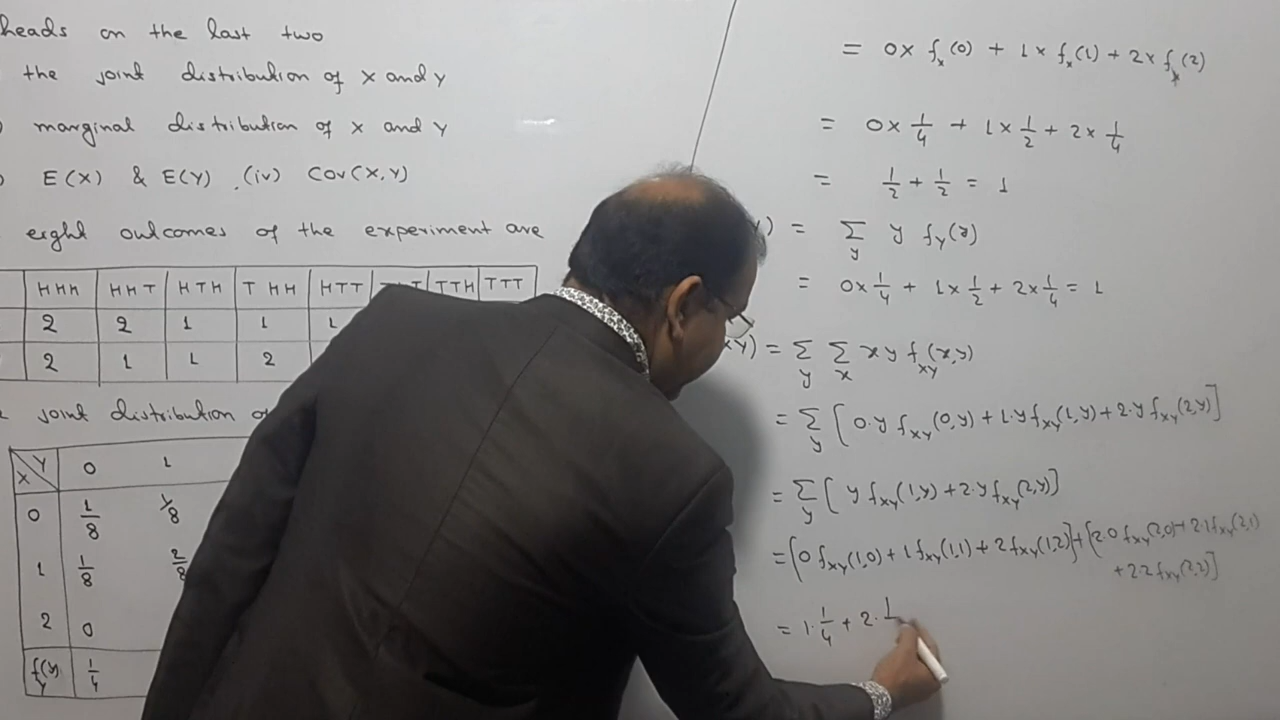 heads on the last two
the joint distribution of X and Y
marginal distribution of X and Y
E(X) & E(Y) (iv) Cov(X,Y)
eight outcomes of the experiment are
HHH HHT HTH THH HTT TTH TTT
2 2 1 1 1
2 1 1 2
joint distribution
Y X 0 1
0 1/8 1/8
1 1/8 2/8
2 0
f_Y(y) 1/4
= 0× f_x(0) + 1× f_x(1) + 2× f_x(2)
= 0× 1/4 + 1× 1/2 + 2× 1/4
= 1/2 + 1/2 = 1
) = Σ_y y f_Y(y)
= 0× 1/4 + 1× 1/2 + 2× 1/4 = 1
XY) = Σ_y Σ_x x y f_xy(x,y)
= Σ_y [0.y f_xy(0,y) + 1.y f_xy(1,y) + 2.y f_xy(2,y)]
= Σ_y [y f_xy(1,y) + 2.y f_xy(2,y)]
= [0 f_xy(1,0) + 1 f_xy(1,1) + 2 f_xy(1,2)] + [2.0 f_xy(2,0) + 2.1 f_xy(2,1)
+ 2.2 f_xy(2,2)]
= 1. 1/4 + 2. 1